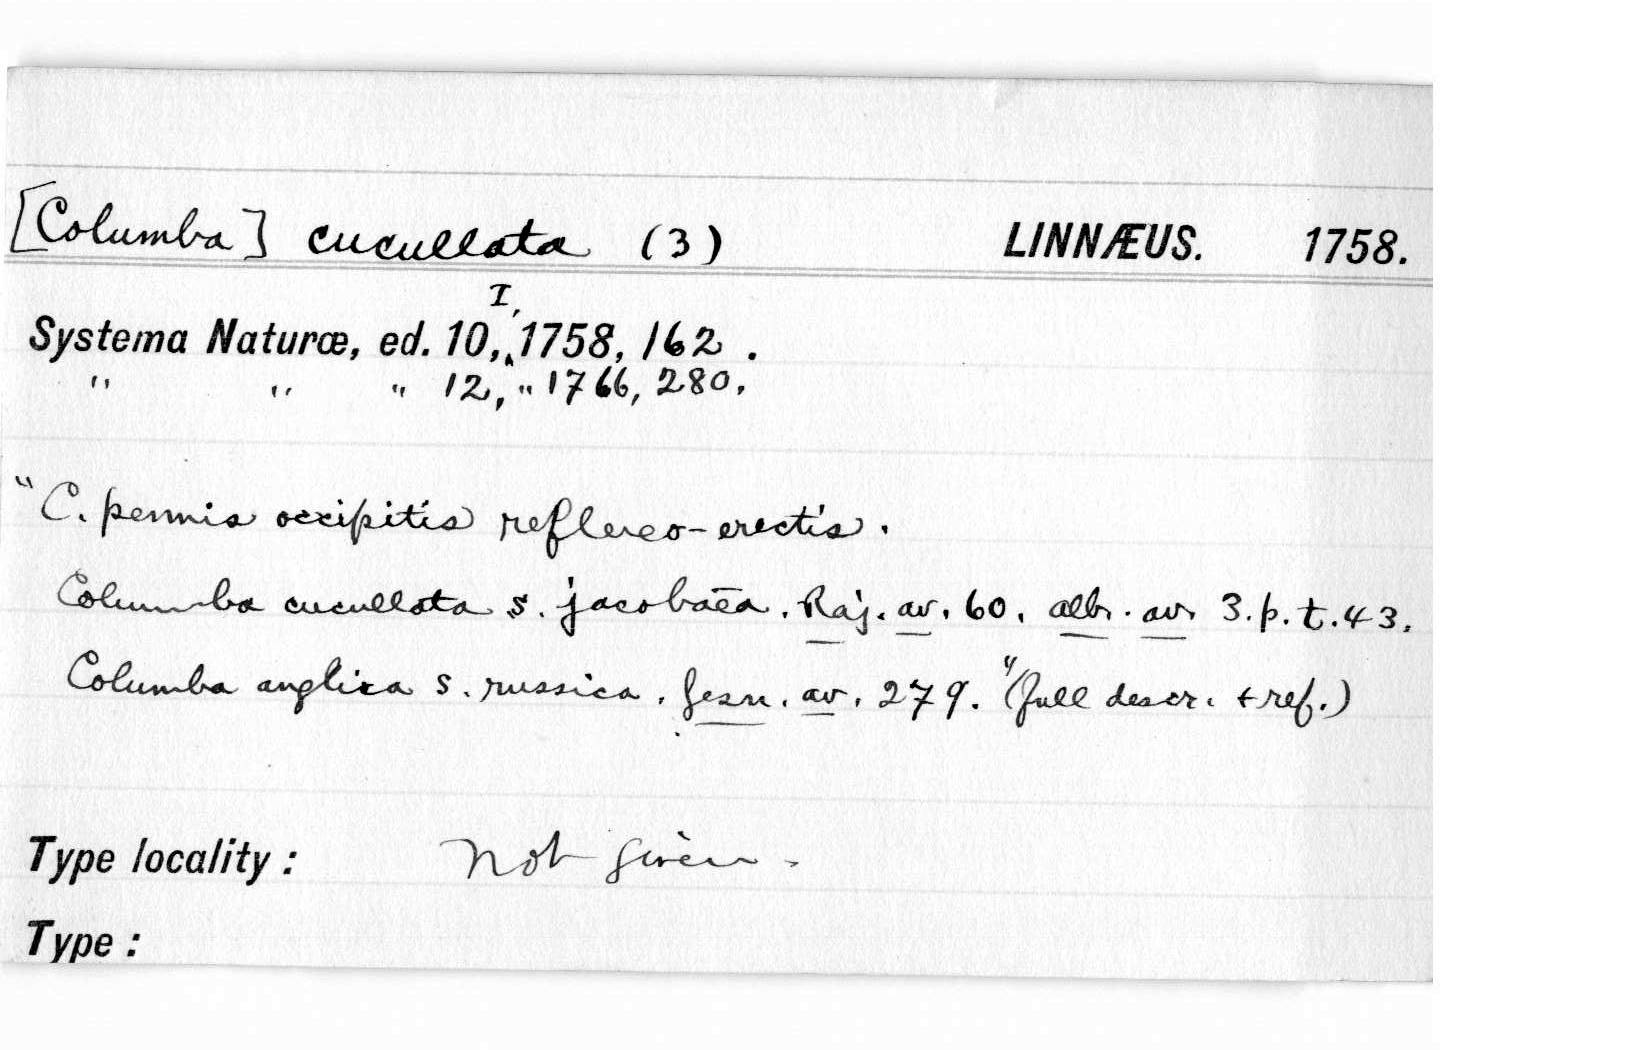 [Columba] cucullata (3) LINNÆUS. 1758.
I,
Systema Naturæ, ed. 10, 1758, 162.
" " " 12, " 1766, 280.
"C. pennis occipitis reflexo-erectis.
Columba cucullata s. jacobaēa. Raj. av. 60. alb. av. 3. p. t. 43.
Columba anglica s. russica. Gesn. av. 279." (full descr. + ref.)
Type locality: Not given.
Type: